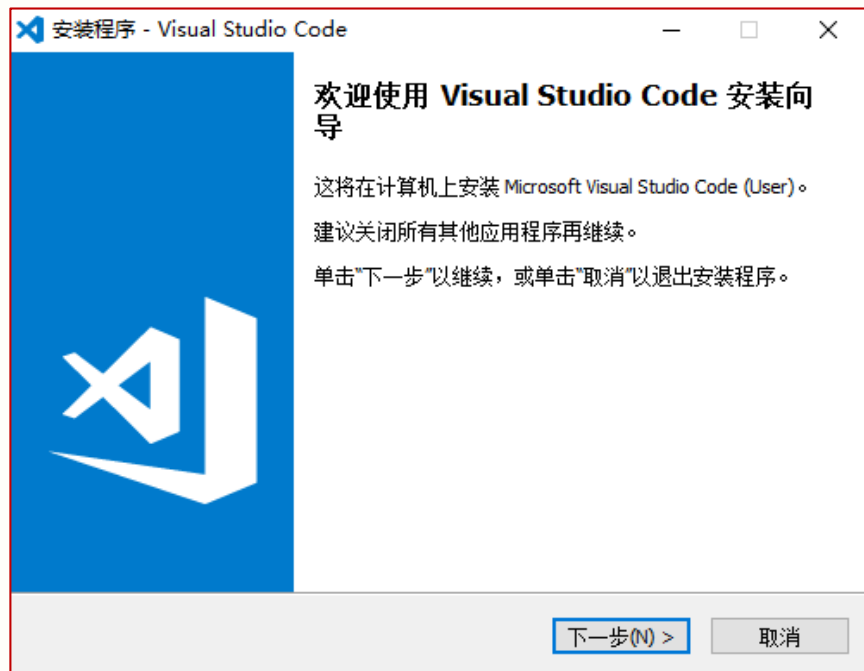 安装程序 - Visual Studio Code
欢迎使用 Visual Studio Code 安装向
导
这将在计算机上安装 Microsoft Visual Studio Code (User)。
建议关闭所有其他应用程序再继续。
单击“下一步”以继续，或单击“取消”以退出安装程序。
下一步(N) > 取消